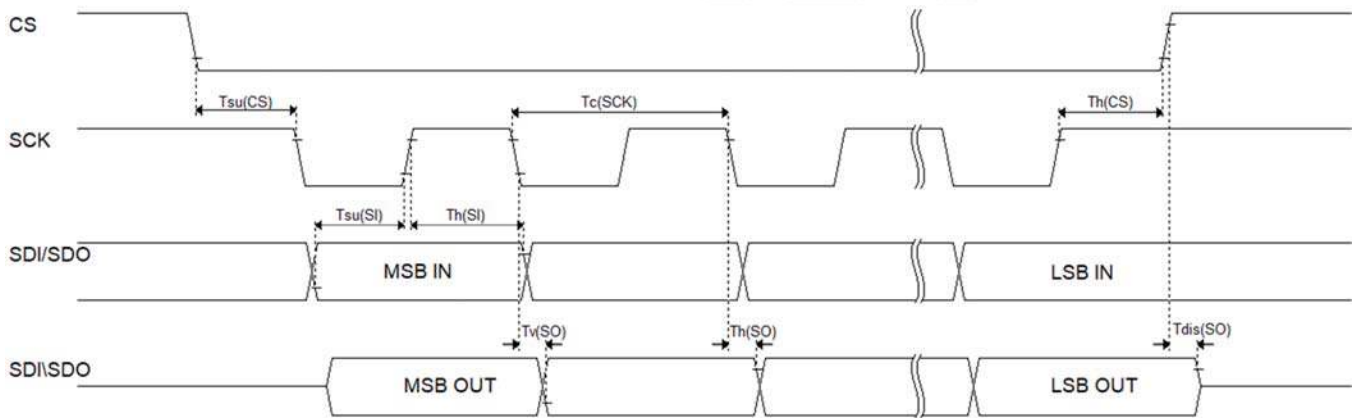 CS
Tsu(CS)
Tc(SCK)
Th(CS)
SCK
Tsu(SI)
Th(SI)
SDI/SDO
MSB IN
LSB IN
Tv(SO)
Th(SO)
Tdis(SO)
SDI\SDO
MSB OUT
LSB OUT